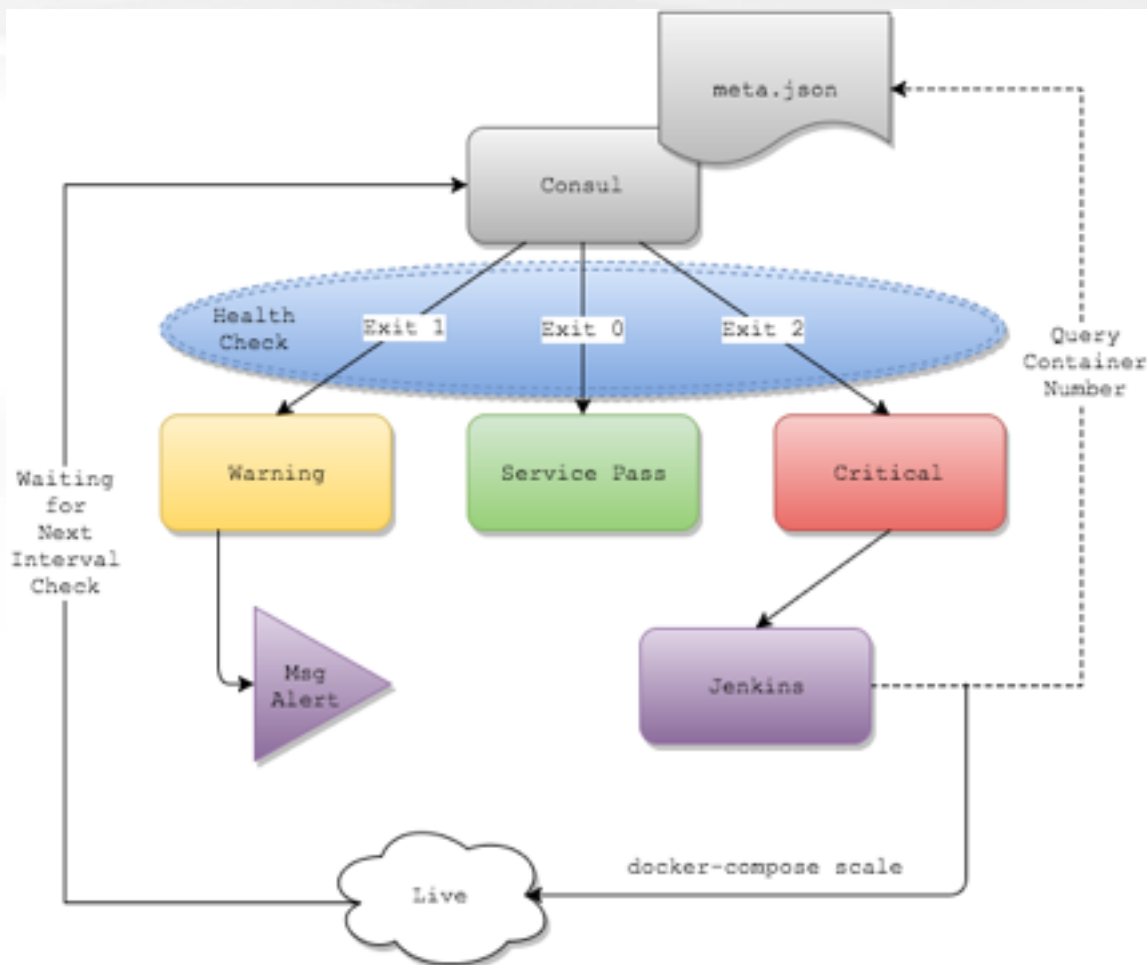 meta.json
Consul
Health
Check
Exit 1
Exit 0
Exit 2
Query
Container
Number
Warning
Service Pass
Critical
Waiting
for
Next
Interval
Check
Msg
Alert
Jenkins
docker-compose scale
Live